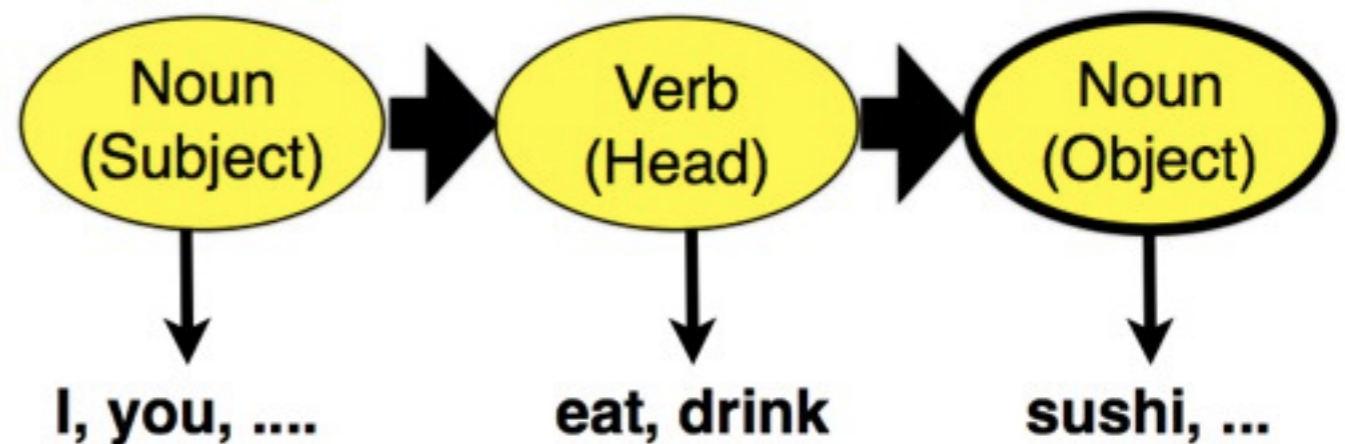 Noun
(Subject)
Verb
(Head)
Noun
(Object)
I, you, ....
eat, drink
sushi, ...